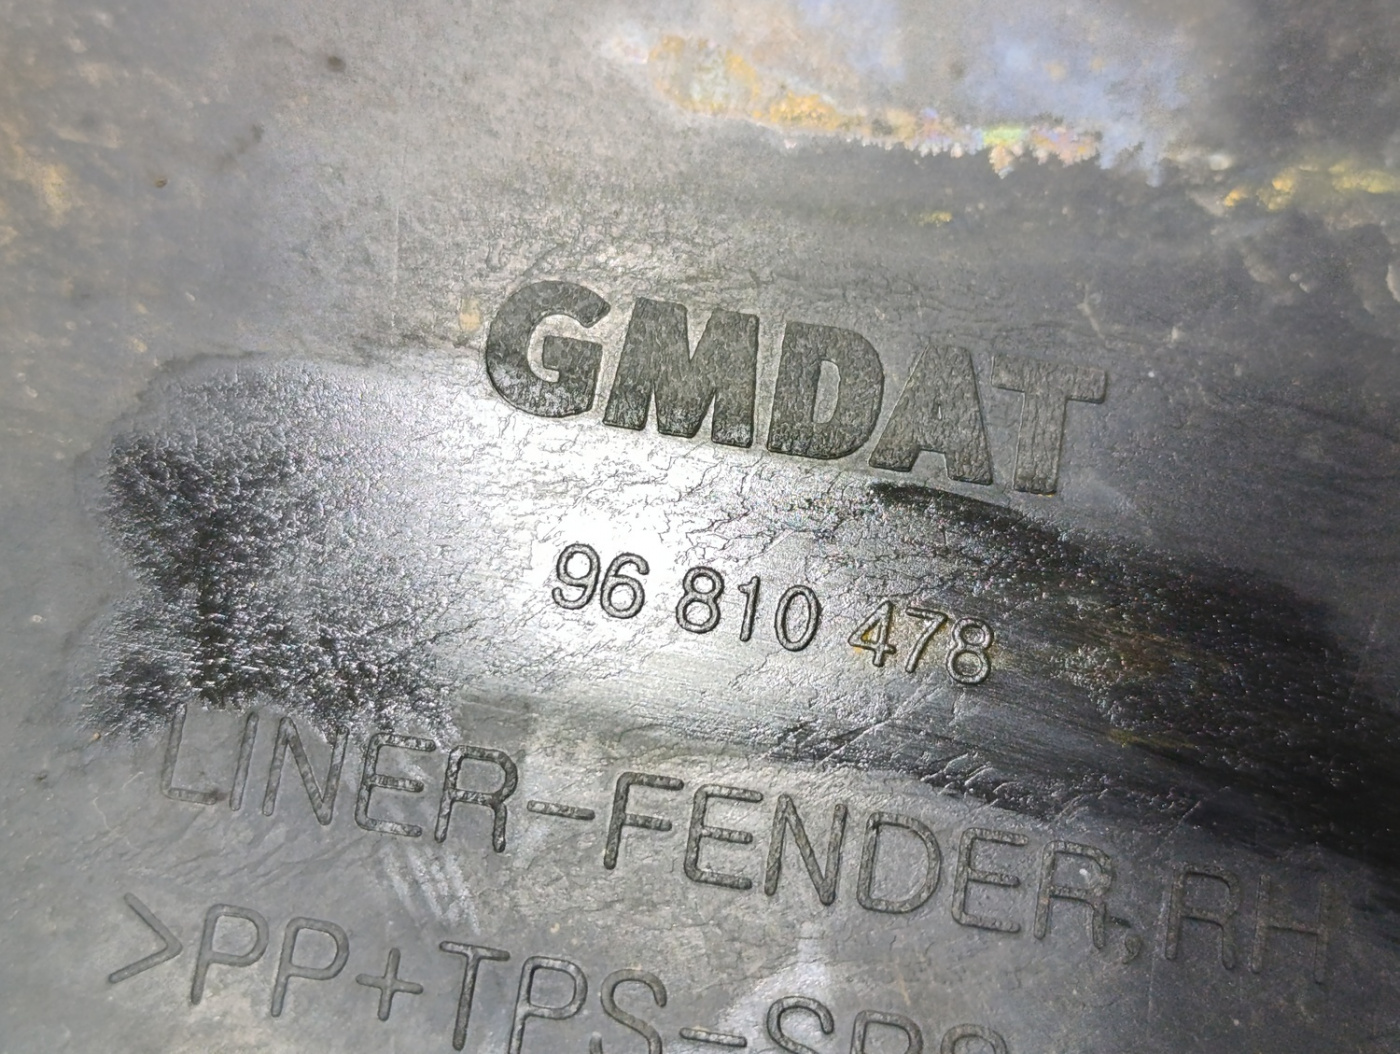 GMDAT
96 810 478
LINER-FENDER,RH
>PP+TPS-